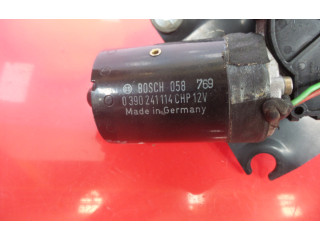 BOSCH 058 769
0 390 241 114 CHP 12V
Made in Germany